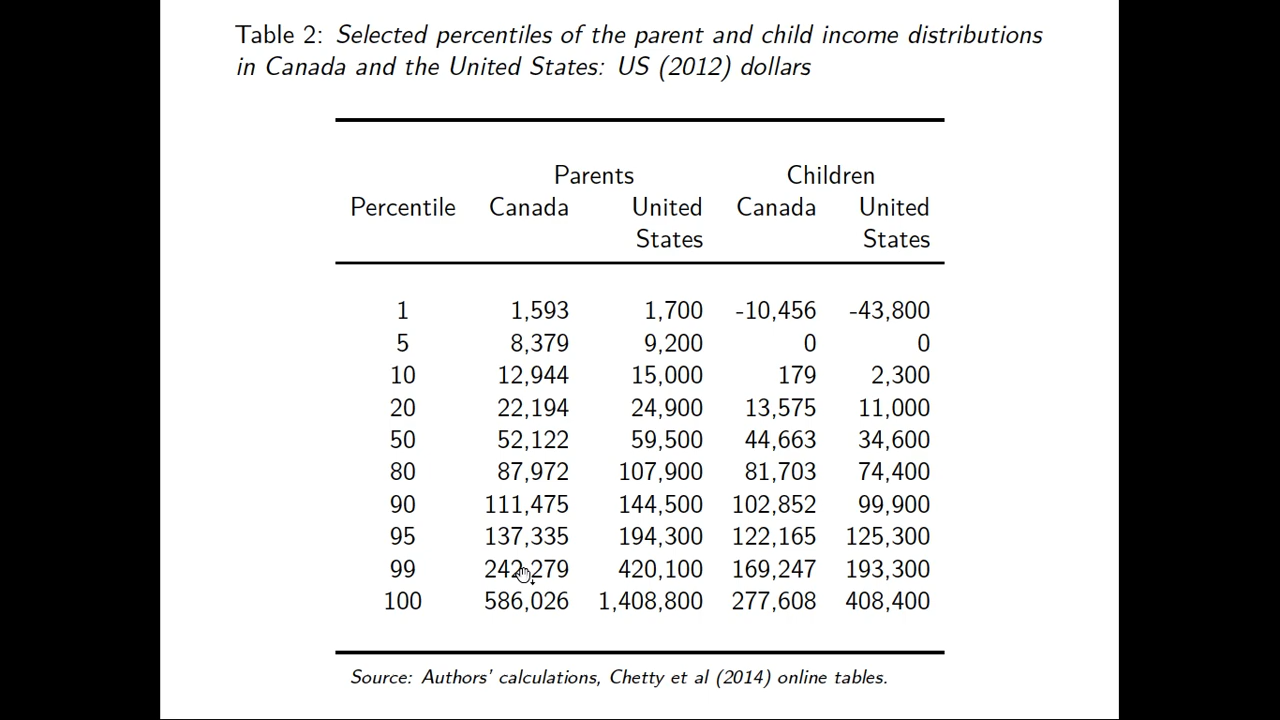 Table 2: Selected percentiles of the parent and child income distributions
in Canada and the United States: US (2012) dollars
Parents Children
Percentile Canada United Canada United
States States
1 1,593 1,700 -10,456 -43,800
5 8,379 9,200 0 0
10 12,944 15,000 179 2,300
20 22,194 24,900 13,575 11,000
50 52,122 59,500 44,663 34,600
80 87,972 107,900 81,703 74,400
90 111,475 144,500 102,852 99,900
95 137,335 194,300 122,165 125,300
99 242,279 420,100 169,247 193,300
100 586,026 1,408,800 277,608 408,400
Source: Authors' calculations, Chetty et al (2014) online tables.